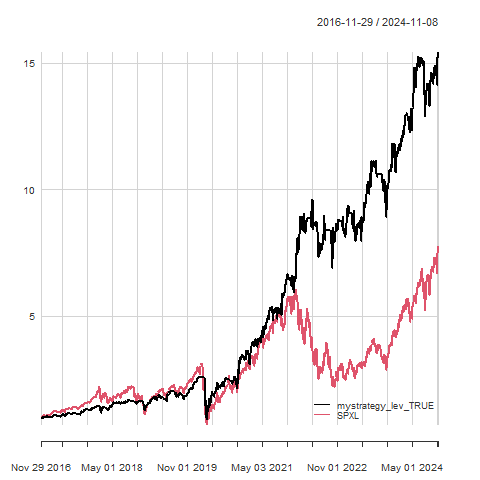 2016-11-29 / 2024-11-08
15
10
5
mystrategy_lev_TRUE
SPXL
Nov 29 2016 May 01 2018 Nov 01 2019 May 03 2021 Nov 01 2022 May 01 2024